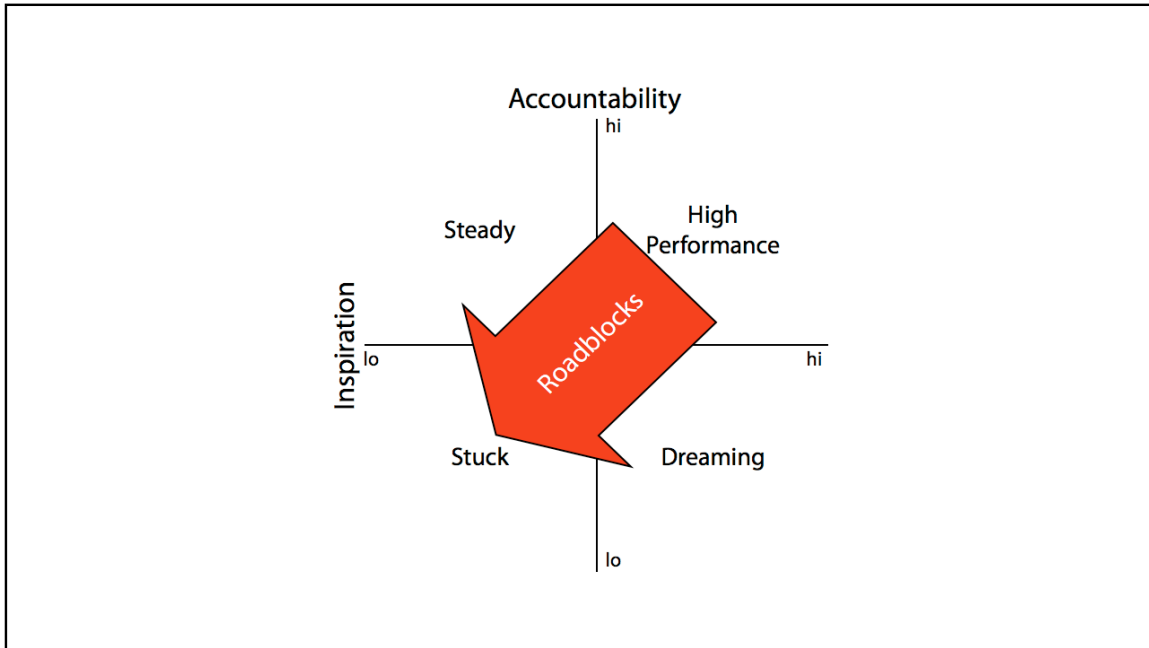 Accountability
hi
Steady
High
Performance
Roadblocks
Inspiration
lo
hi
Stuck
Dreaming
lo